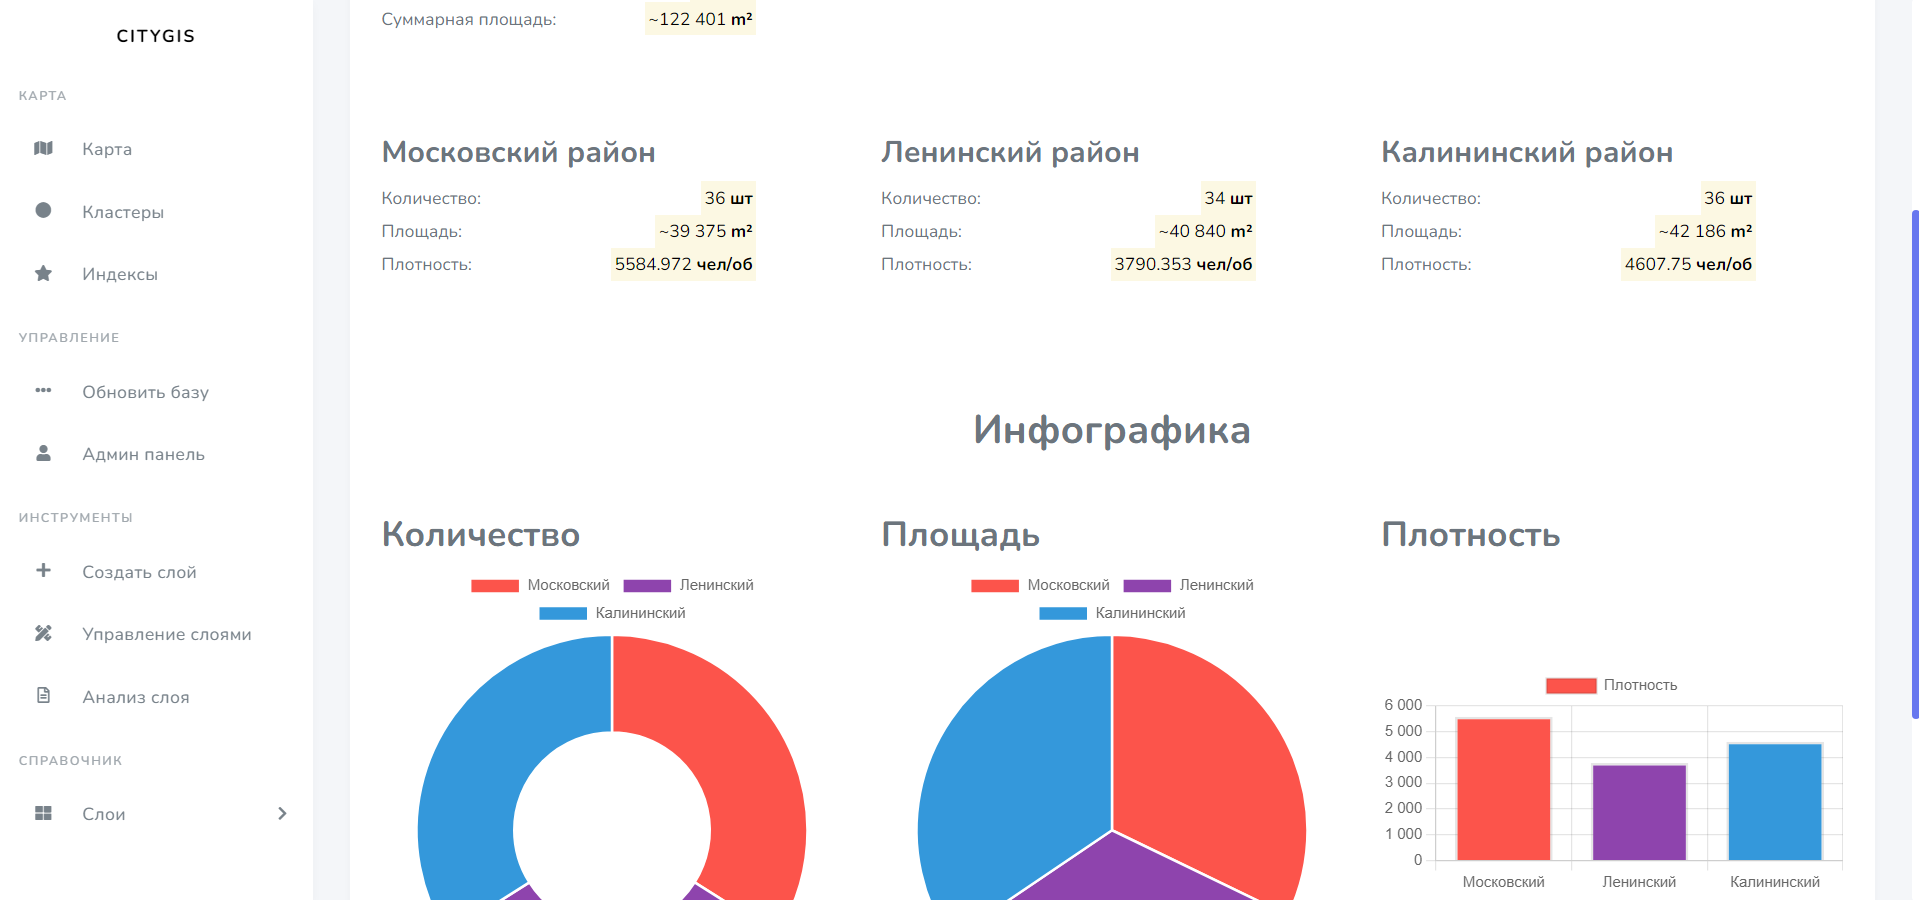 CITYGIS
КАРТА
Карта
Кластеры
Индексы
УПРАВЛЕНИЕ
Обновить базу
Админ панель
ИНСТРУМЕНТЫ
Создать слой
Управление слоями
Анализ слоя
СПРАВОЧНИК
Слои
Суммарная площадь: ~122 401 m²
Московский район
Количество: 36 шт
Площадь: ~39 375 m²
Плотность: 5584.972 чел/об
Ленинский район
Количество: 34 шт
Площадь: ~40 840 m²
Плотность: 3790.353 чел/об
Калининский район
Количество: 36 шт
Площадь: ~42 186 m²
Плотность: 4607.75 чел/об
Инфографика
Количество
Московский Ленинский
Калининский
Площадь
Московский Ленинский
Калининский
Плотность
Плотность
6 000
5 000
4 000
3 000
2 000
1 000
0
Московский Ленинский Калининский